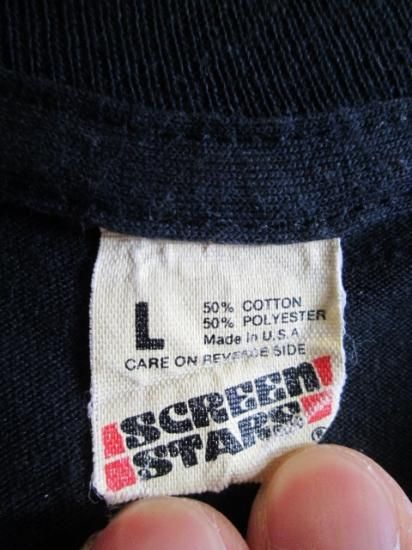 L
50% COTTON
50% POLYESTER
Made in U.S.A.
CARE ON REVERSE SIDE
SCREEN
STARS
®